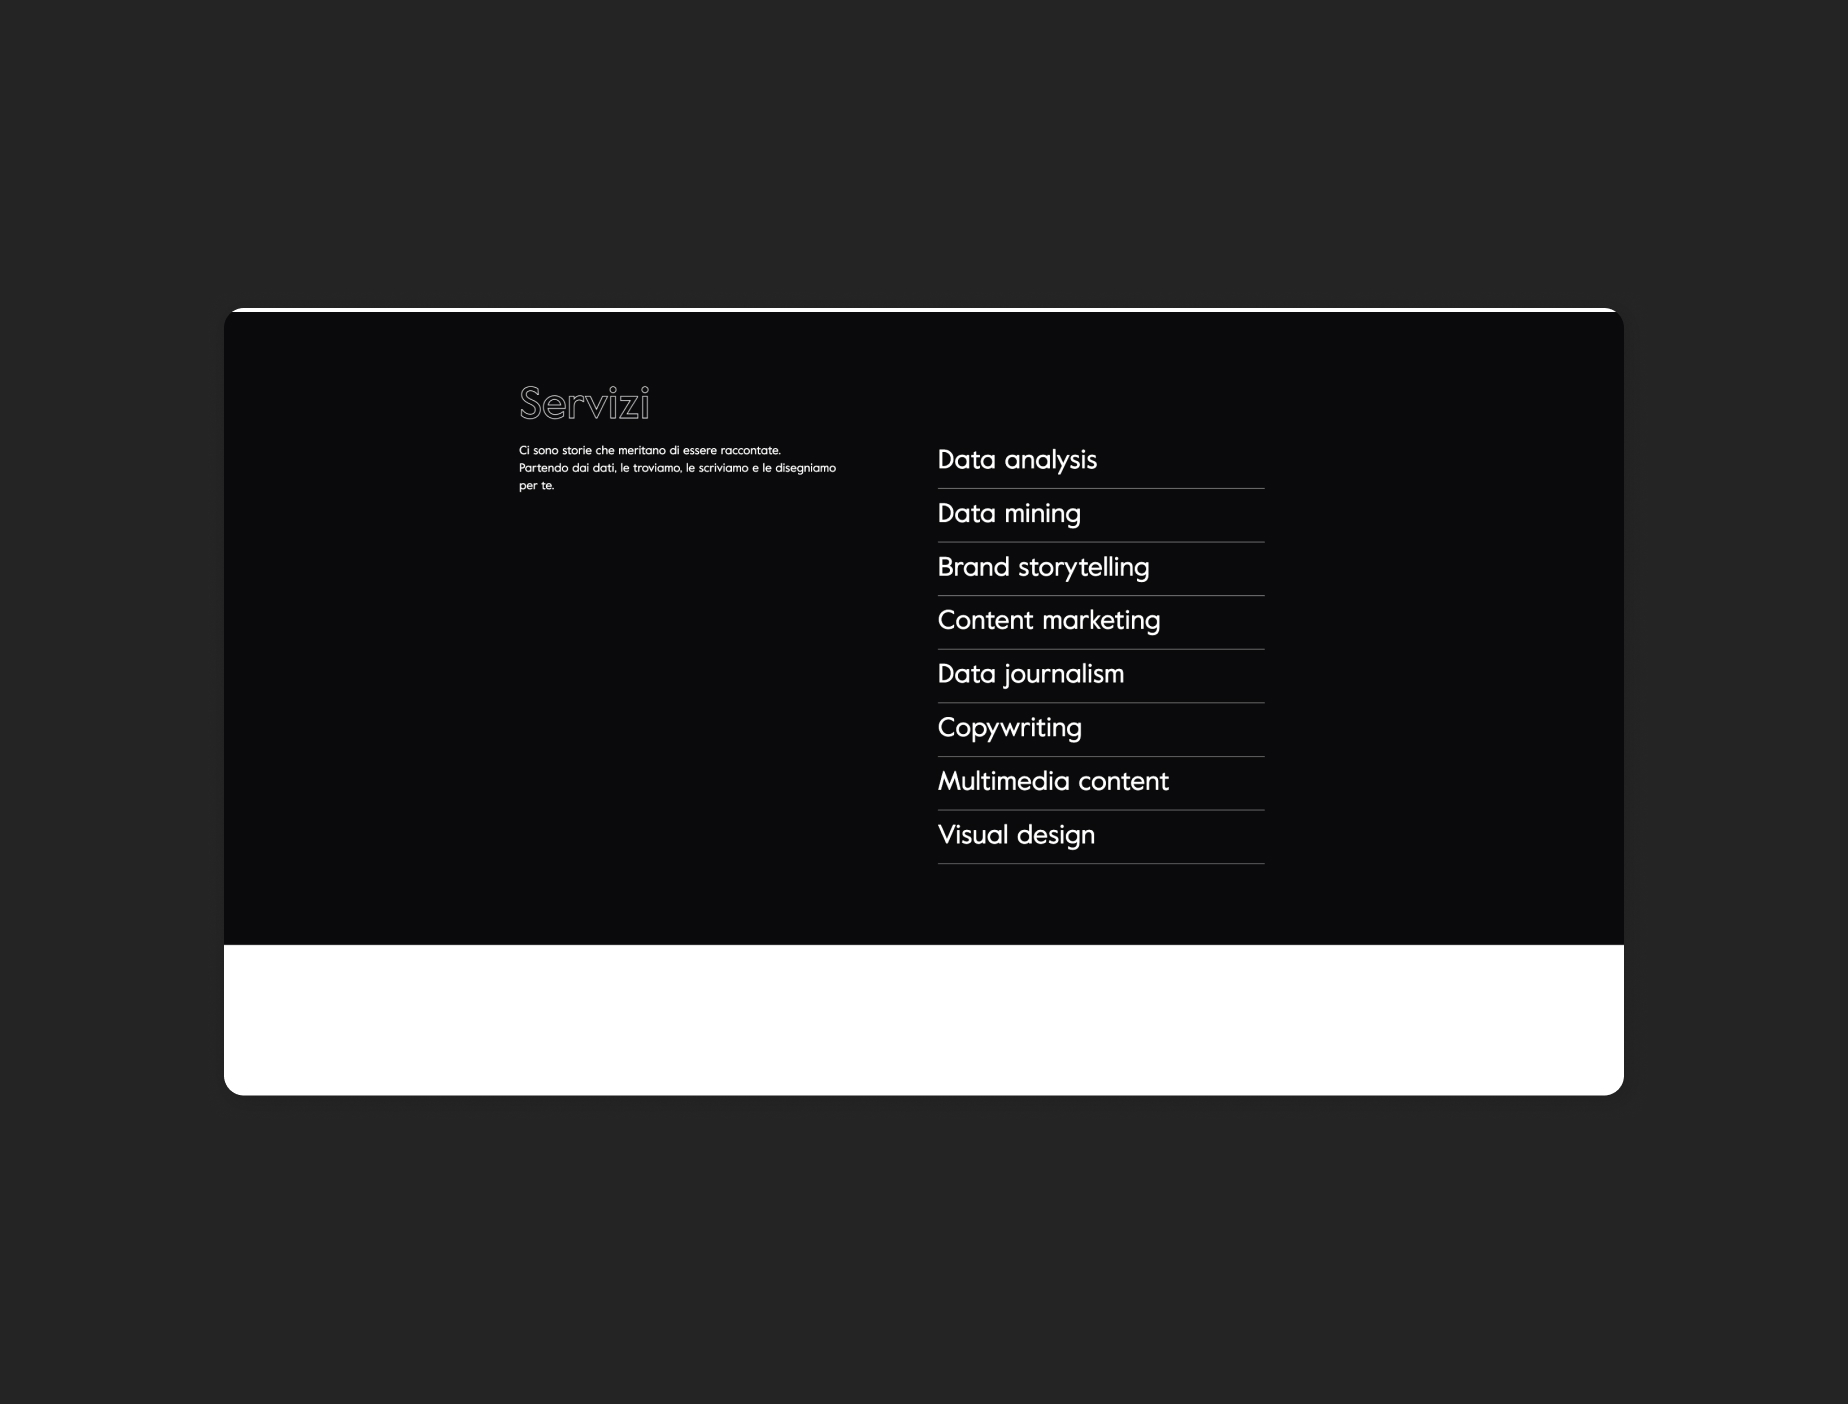 Servizi
Ci sono storie che meritano di essere raccontate.
Partendo dai dati, le troviamo, le scriviamo e le disegniamo
per te.
Data analysis
Data mining
Brand storytelling
Content marketing
Data journalism
Copywriting
Multimedia content
Visual design